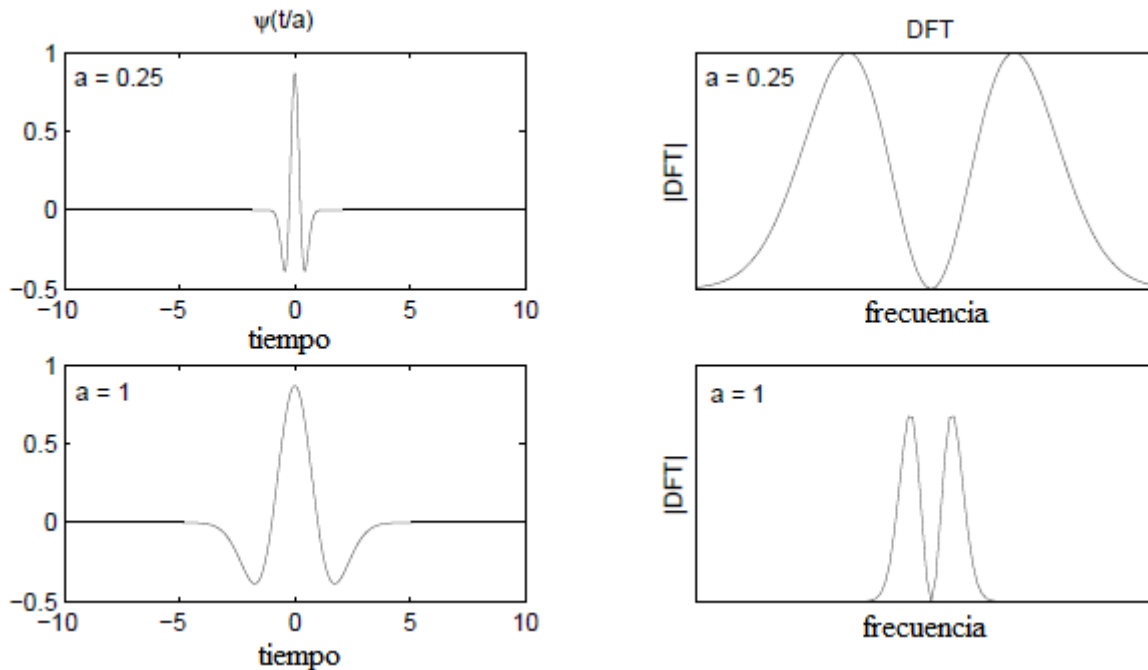 ψ(t/a)
1
a = 0.25
0.5
0
−0.5
−10 −5 0 5 10
tiempo
DFT
a = 0.25
|DFT|
frecuencia
1
a = 1
0.5
0
−0.5
−10 −5 0 5 10
tiempo
a = 1
|DFT|
frecuencia